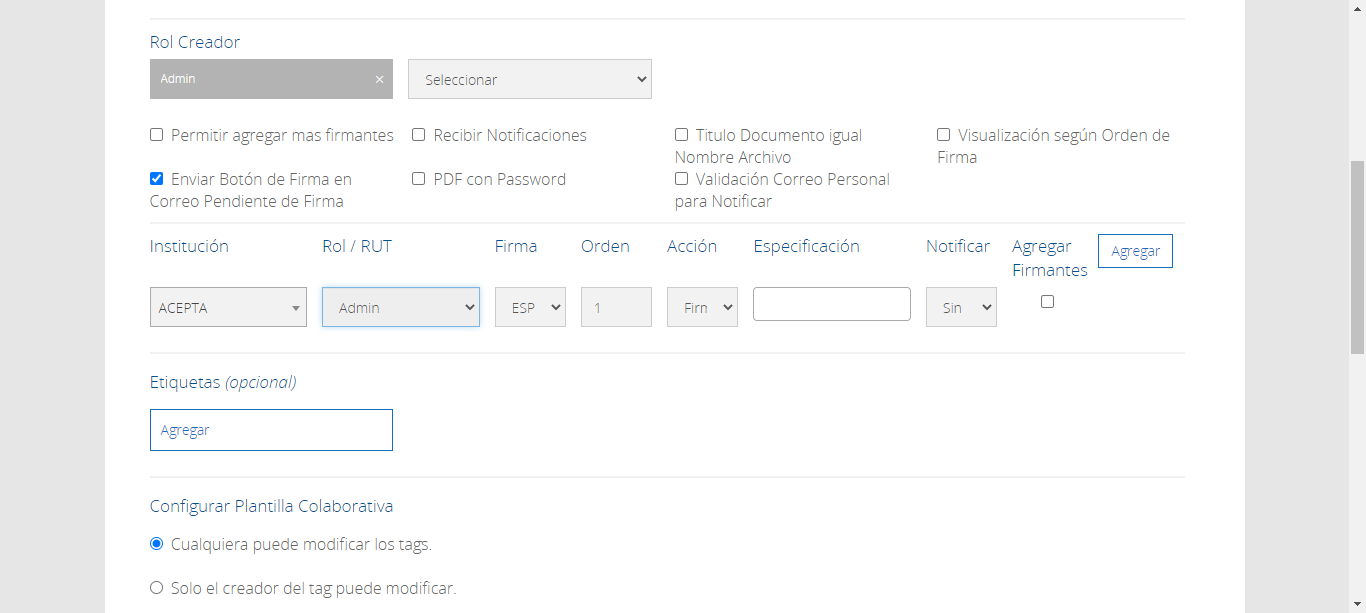 Rol Creador
Admin ×
Seleccionar
Permitir agregar mas firmantes
Recibir Notificaciones
Titulo Documento igual
Nombre Archivo
Visualización según Orden de
Firma
Enviar Botón de Firma en
Correo Pendiente de Firma
PDF con Password
Validación Correo Personal
para Notificar
Institución
Rol / RUT
Firma
Orden
Acción
Especificación
Notificar
Agregar
Firmantes
Agregar
ACEPTA
Admin
ESP
1
Firn
Sin
Etiquetas (opcional)
Agregar
Configurar Plantilla Colaborativa
Cualquiera puede modificar los tags.
Solo el creador del tag puede modificar.